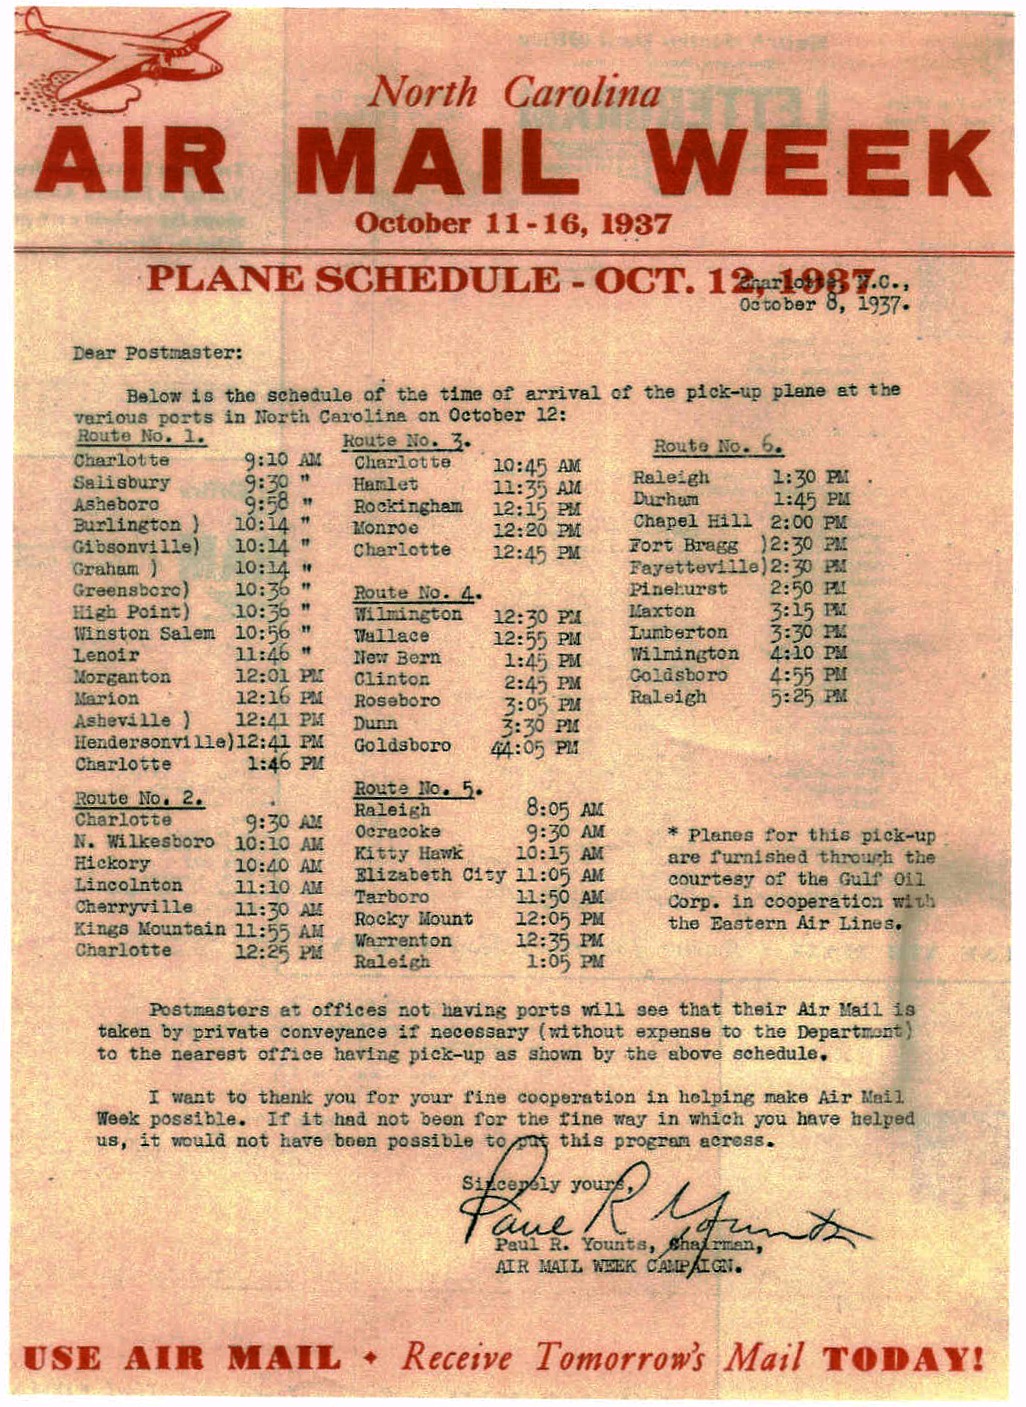 North Carolina
AIR MAIL WEEK
October 11-16, 1937
PLANE SCHEDULE - OCT. 12, 1937
Charlotte, N.C.,
October 8, 1937.
Dear Postmaster:
Below is the schedule of the time of arrival of the pick-up plane at the
various ports in North Carolina on October 12:
Route No. 1.
Charlotte 9:10 AM
Salisbury 9:30 "
Asheboro 9:58 "
Burlington ) 10:14 "
Gibsonville) 10:14 "
Graham ) 10:14 "
Greensboro) 10:36 "
High Point) 10:36 "
Winston Salem 10:56 "
Lenoir 11:46 "
Morganton 12:01 PM
Marion 12:16 PM
Asheville ) 12:41 PM
Hendersonville)12:41 PM
Charlotte 1:46 PM
Route No. 2.
Charlotte 9:30 AM
N. Wilkesboro 10:10 AM
Hickory 10:40 AM
Lincolnton 11:10 AM
Cherryville 11:30 AM
Kings Mountain 11:55 AM
Charlotte 12:25 PM
Route No. 3.
Charlotte 10:45 AM
Hamlet 11:35 AM
Rockingham 12:15 PM
Monroe 12:20 PM
Charlotte 12:45 PM
Route No. 4.
Wilmington 12:30 PM
Wallace 12:55 PM
New Bern 1:45 PM
Clinton 2:45 PM
Roseboro 3:05 PM
Dunn 3:30 PM
Goldsboro 44:05 PM
Route No. 5.
Raleigh 8:05 AM
Ocracoke 9:30 AM
Kitty Hawk 10:15 AM
Elizabeth City 11:05 AM
Tarboro 11:50 AM
Rocky Mount 12:05 PM
Warrenton 12:35 PM
Raleigh 1:05 PM
Route No. 6.
Raleigh 1:30 PM
Durham 1:45 PM
Chapel Hill 2:00 PM
Fort Bragg )2:30 PM
Fayetteville)2:30 PM
Pinehurst 2:50 PM
Maxton 3:15 PM
Lumberton 3:30 PM
Wilmington 4:10 PM
Goldsboro 4:55 PM
Raleigh 5:25 PM
* Planes for this pick-up
are furnished through the
courtesy of the Gulf Oil
Corp. in cooperation with
the Eastern Air Lines.
Postmasters at offices not having ports will see that their Air Mail is
taken by private conveyance if necessary (without expense to the Department)
to the nearest office having pick-up as shown by the above schedule.
I want to thank you for your fine cooperation in helping make Air Mail
Week possible. If it had not been for the fine way in which you have helped
us, it would not have been possible to put this program across.
Sincerely yours,
Paul R Younts
Paul R. Younts, Chairman,
AIR MAIL WEEK CAMPAIGN.
USE AIR MAIL ✦ Receive Tomorrow's Mail TODAY!